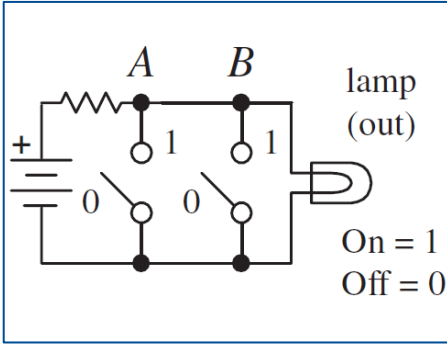 A B
lamp
(out)
+
1 1
0 0
On = 1
Off = 0